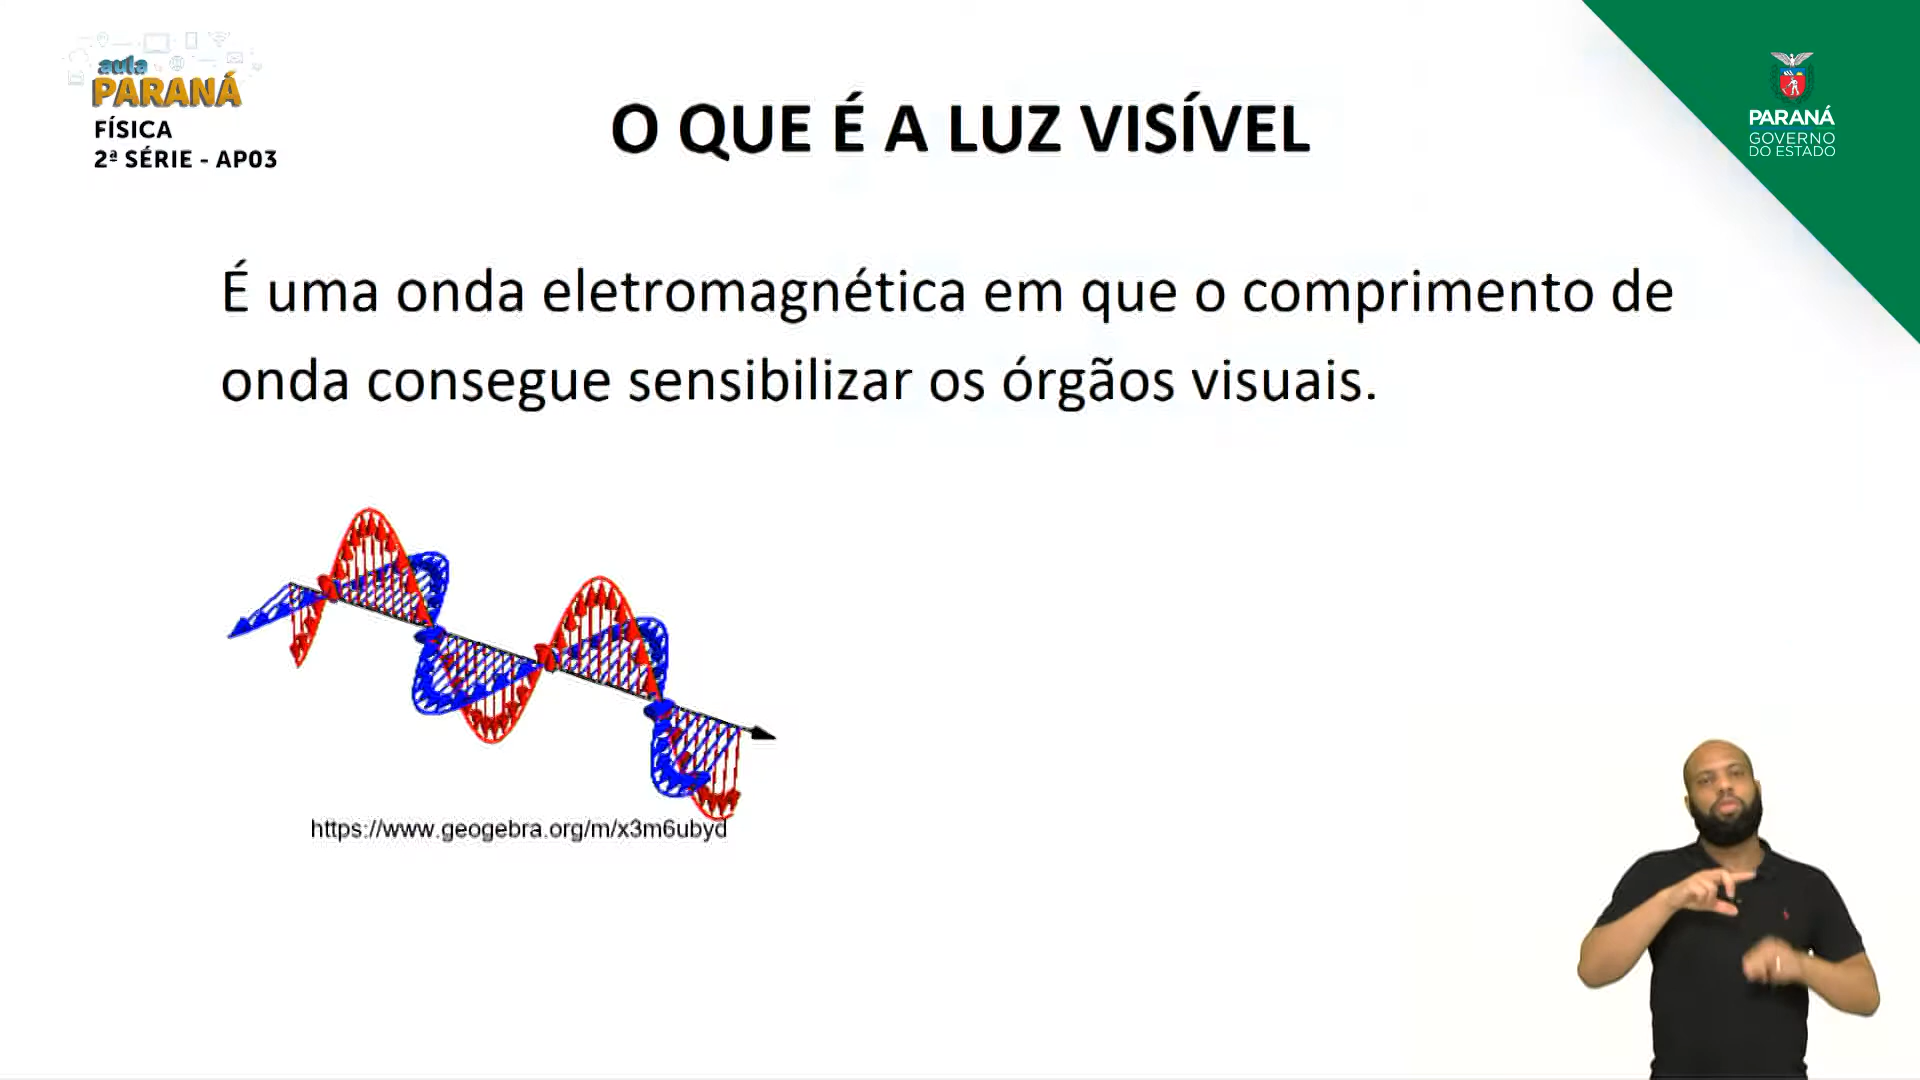 aula
PARANÁ
FÍSICA
2ª SÉRIE - AP03
O QUE É A LUZ VISÍVEL
PARANÁ
GOVERNO
DO ESTADO
É uma onda eletromagnética em que o comprimento de
onda consegue sensibilizar os órgãos visuais.
https://www.geogebra.org/m/x3m6ubyd